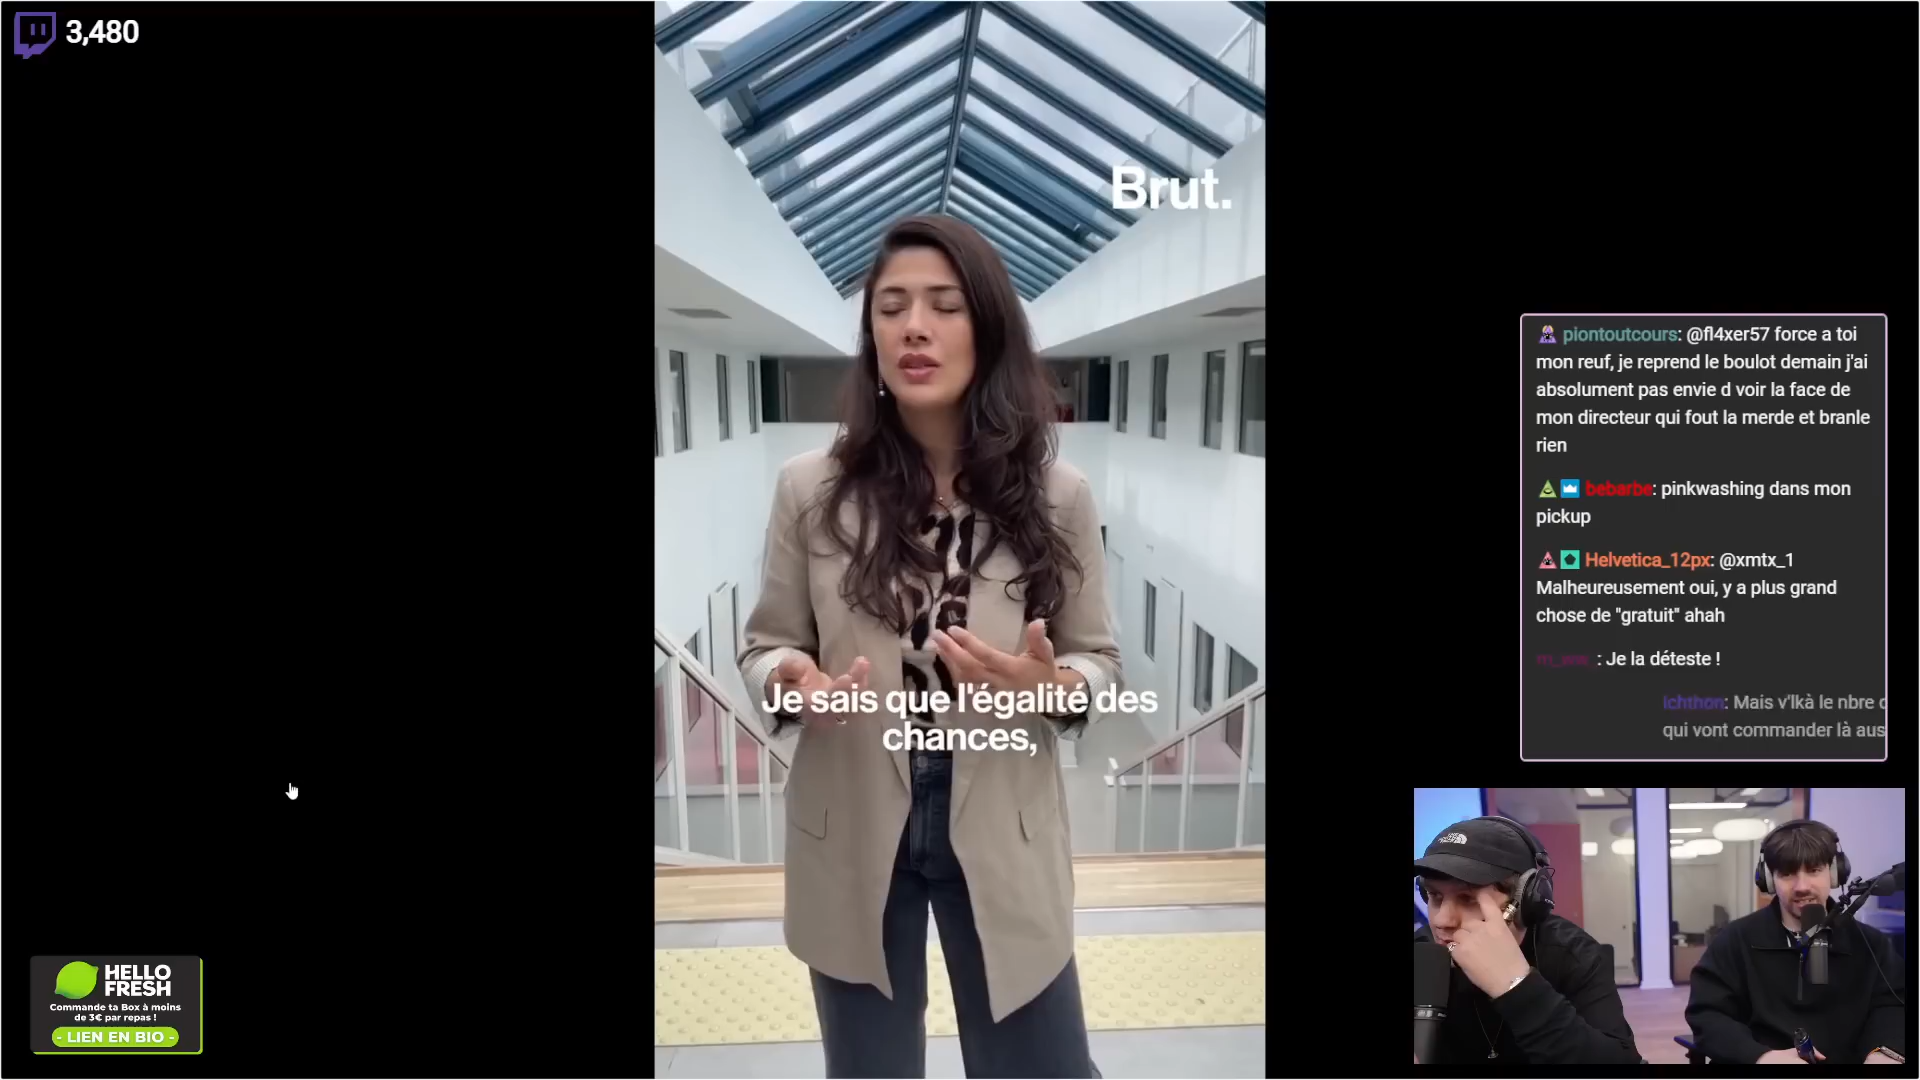 3,480
Brut.
Je sais que l'égalité des
chances,
piontoutcours: @fl4xer57 force a toi
mon reuf, je reprend le boulot demain j'ai
absolument pas envie d voir la face de
mon directeur qui fout la merde et branle
rien
bebarbe: pinkwashing dans mon
pickup
Helvetica_12px: @xmtx_1
Malheureusement oui, y a plus grand
chose de "gratuit" ahah
: Je la déteste !
Ichthon: Mais v'lkà le nbre
qui vont commander là aus
HELLO
FRESH
Commande ta Box à moins
de 3€ par repas !
- LIEN EN BIO -